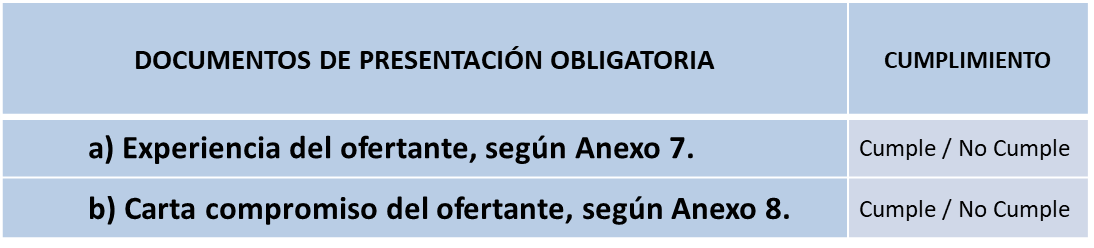 DOCUMENTOS DE PRESENTACIÓN OBLIGATORIA
CUMPLIMIENTO
a) Experiencia del ofertante, según Anexo 7.
Cumple / No Cumple
b) Carta compromiso del ofertante, según Anexo 8.
Cumple / No Cumple